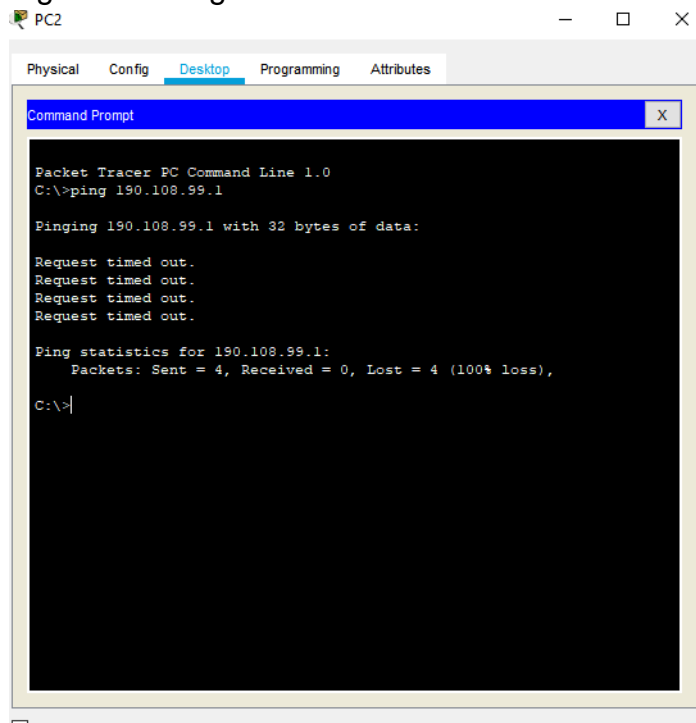 PC2
Physical Config Desktop Programming Attributes
Command Prompt
X
Packet Tracer PC Command Line 1.0
C:\>ping 190.108.99.1
Pinging 190.108.99.1 with 32 bytes of data:
Request timed out.
Request timed out.
Request timed out.
Request timed out.
Ping statistics for 190.108.99.1:
Packets: Sent = 4, Received = 0, Lost = 4 (100% loss),
C:\>